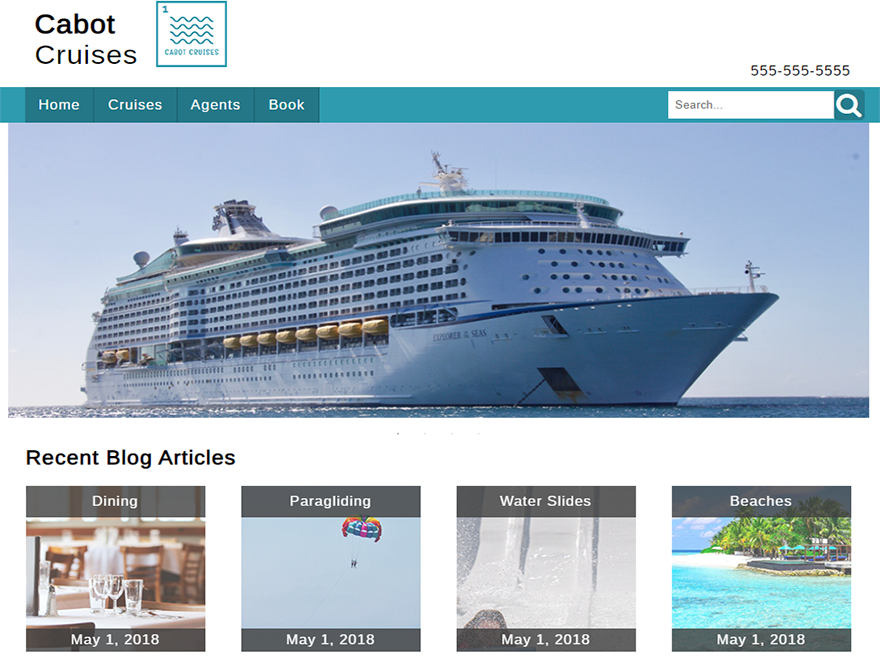 Cabot
Cruises
1
CABOT CRUISES
555-555-5555
Home Cruises Agents Book
Search...
EXPLORER OF THE SEAS
Recent Blog Articles
Dining Paragliding Water Slides Beaches
May 1, 2018 May 1, 2018 May 1, 2018 May 1, 2018